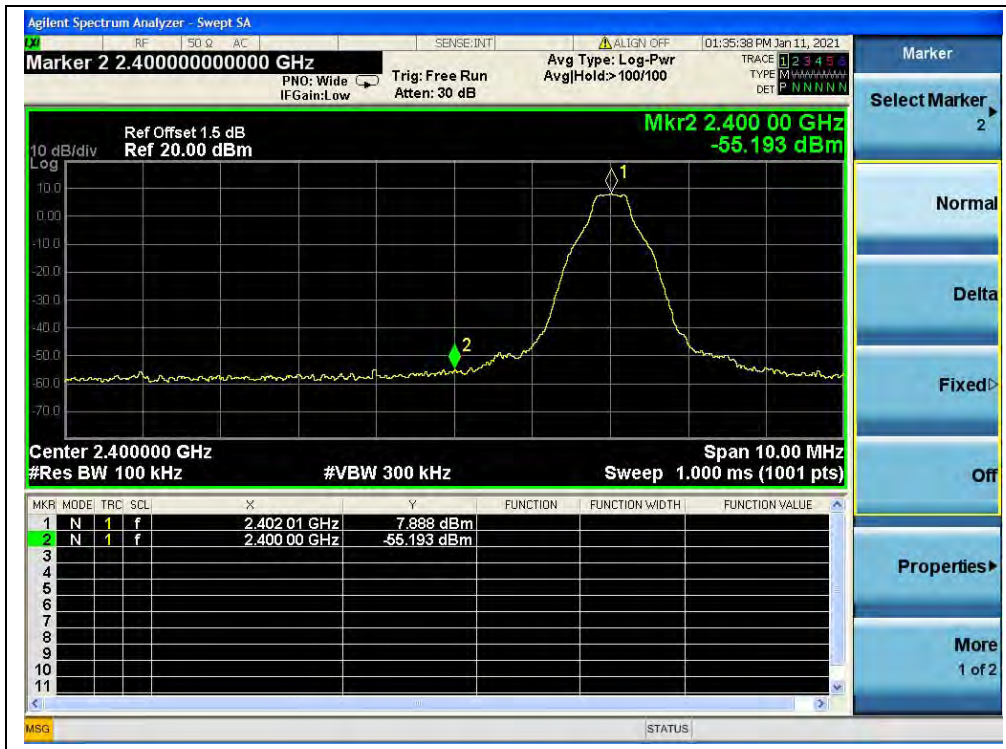 Agilent Spectrum Analyzer - Swept SA
LXI RF 50 Ω AC SENSE:INT ALIGN OFF 01:35:38 PM Jan 11, 2021
Marker 2 2.400000000000 GHz
PNO: Wide
IFGain:Low
Trig: Free Run
Atten: 30 dB
Avg Type: Log-Pwr
Avg|Hold:>100/100
TRACE 1 2 3 4 5 6
TYPE M
DET P N N N N N
Mkr2 2.400 00 GHz
-55.193 dBm
Ref Offset 1.5 dB
10 dB/div Ref 20.00 dBm
Log
1
10.0
0.00
-10.0
-20.0
-30.0
-40.0
2
-50.0
-60.0
-70.0
Center 2.400000 GHz Span 10.00 MHz
#Res BW 100 kHz #VBW 300 kHz Sweep 1.000 ms (1001 pts)
MKR MODE TRC SCL X Y FUNCTION FUNCTION WIDTH FUNCTION VALUE
1 N 1 f 2.402 01 GHz 7.888 dBm
2 N 1 f 2.400 00 GHz -55.193 dBm
3
4
5
6
7
8
9
10
11
MSG STATUS
Marker
Select Marker
2
Normal
Delta
Fixed
Off
Properties
More
1 of 2